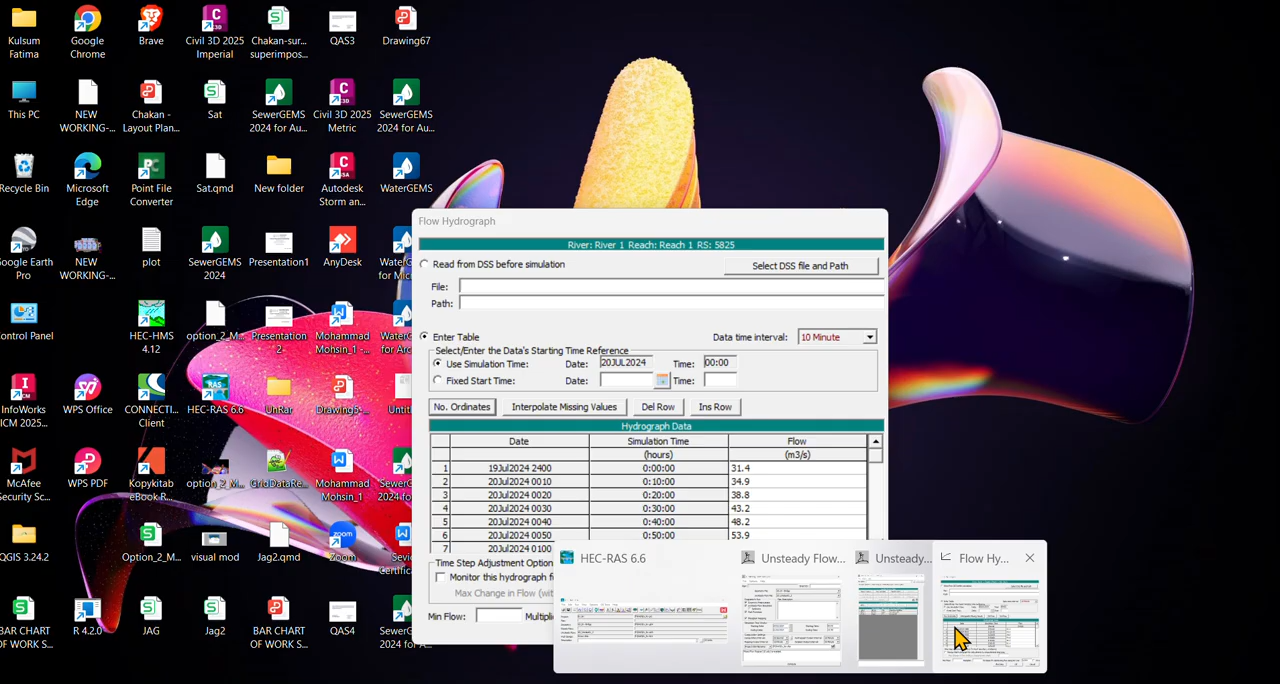 Kulsum
Fatima
Google
Chrome
Brave
Civil 3D 2025
Imperial
Chakan-sur...
superimpos...
QAS3
Drawing67
This PC
NEW
WORKING-...
Chakan -
Layout Plan...
Sat
SewerGEMS
2024 for Au...
Civil 3D 2025
Metric
SewerGEMS
2024 for Au...
Recycle Bin
Microsoft
Edge
Point File
Converter
Sat.qmd
New folder
Autodesk
Storm an...
WaterGEMS
Google Earth
Pro
NEW
WORKING-...
plot
SewerGEMS
2024
Presentation1
AnyDesk
Control Panel
HEC-HMS
4.12
option_2_M...
Presentation
2-
Mohammad
Mohsin_1 -...
InfoWorks
ICM 2025...
WPS Office
CONNECTI...
Client
HEC-RAS 6.6
UnRar
McAfee
Security Sc...
WPS PDF
Kopykitab
eBook R...
option_2_M...
GridDataRe...
Mohammad
Mohsin_1
QGIS 3.24.2
Option_2_M...
visual mod
Jag2.qmd
Zoom
BAR CHART
OF WORK S...
R 4.2.0
JAG
Jag2
BAR CHART
OF WORK S...
QAS4
Flow Hydrograph
River: River 1 Reach: Reach 1 RS: 5825
Read from DSS before simulation
Select DSS file and Path
File:
Path:
Enter Table
Data time interval: 10 Minute
Select/Enter the Data's Starting Time Reference
Use Simulation Time: Date: 20JUL2024 Time: 00:00
Fixed Start Time: Date: Time:
No. Ordinates Interpolate Missing Values Del Row Ins Row
Hydrograph Data
Date Simulation Time Flow
(hours) (m3/s)
1 19Jul2024 2400 0:00:00 31.4
2 20Jul2024 0010 0:10:00 34.9
3 20Jul2024 0020 0:20:00 38.8
4 20Jul2024 0030 0:30:00 43.2
5 20Jul2024 0040 0:40:00 48.2
6 20Jul2024 0050 0:50:00 53.9
7 20Jul2024 0100
Time Step Adjustment Option
Monitor this hydrograph f
Max Change in Flow (wit
Min Flow: Multiplie
HEC-RAS 6.6
Unsteady Flow...
Unsteady...
Flow Hy...